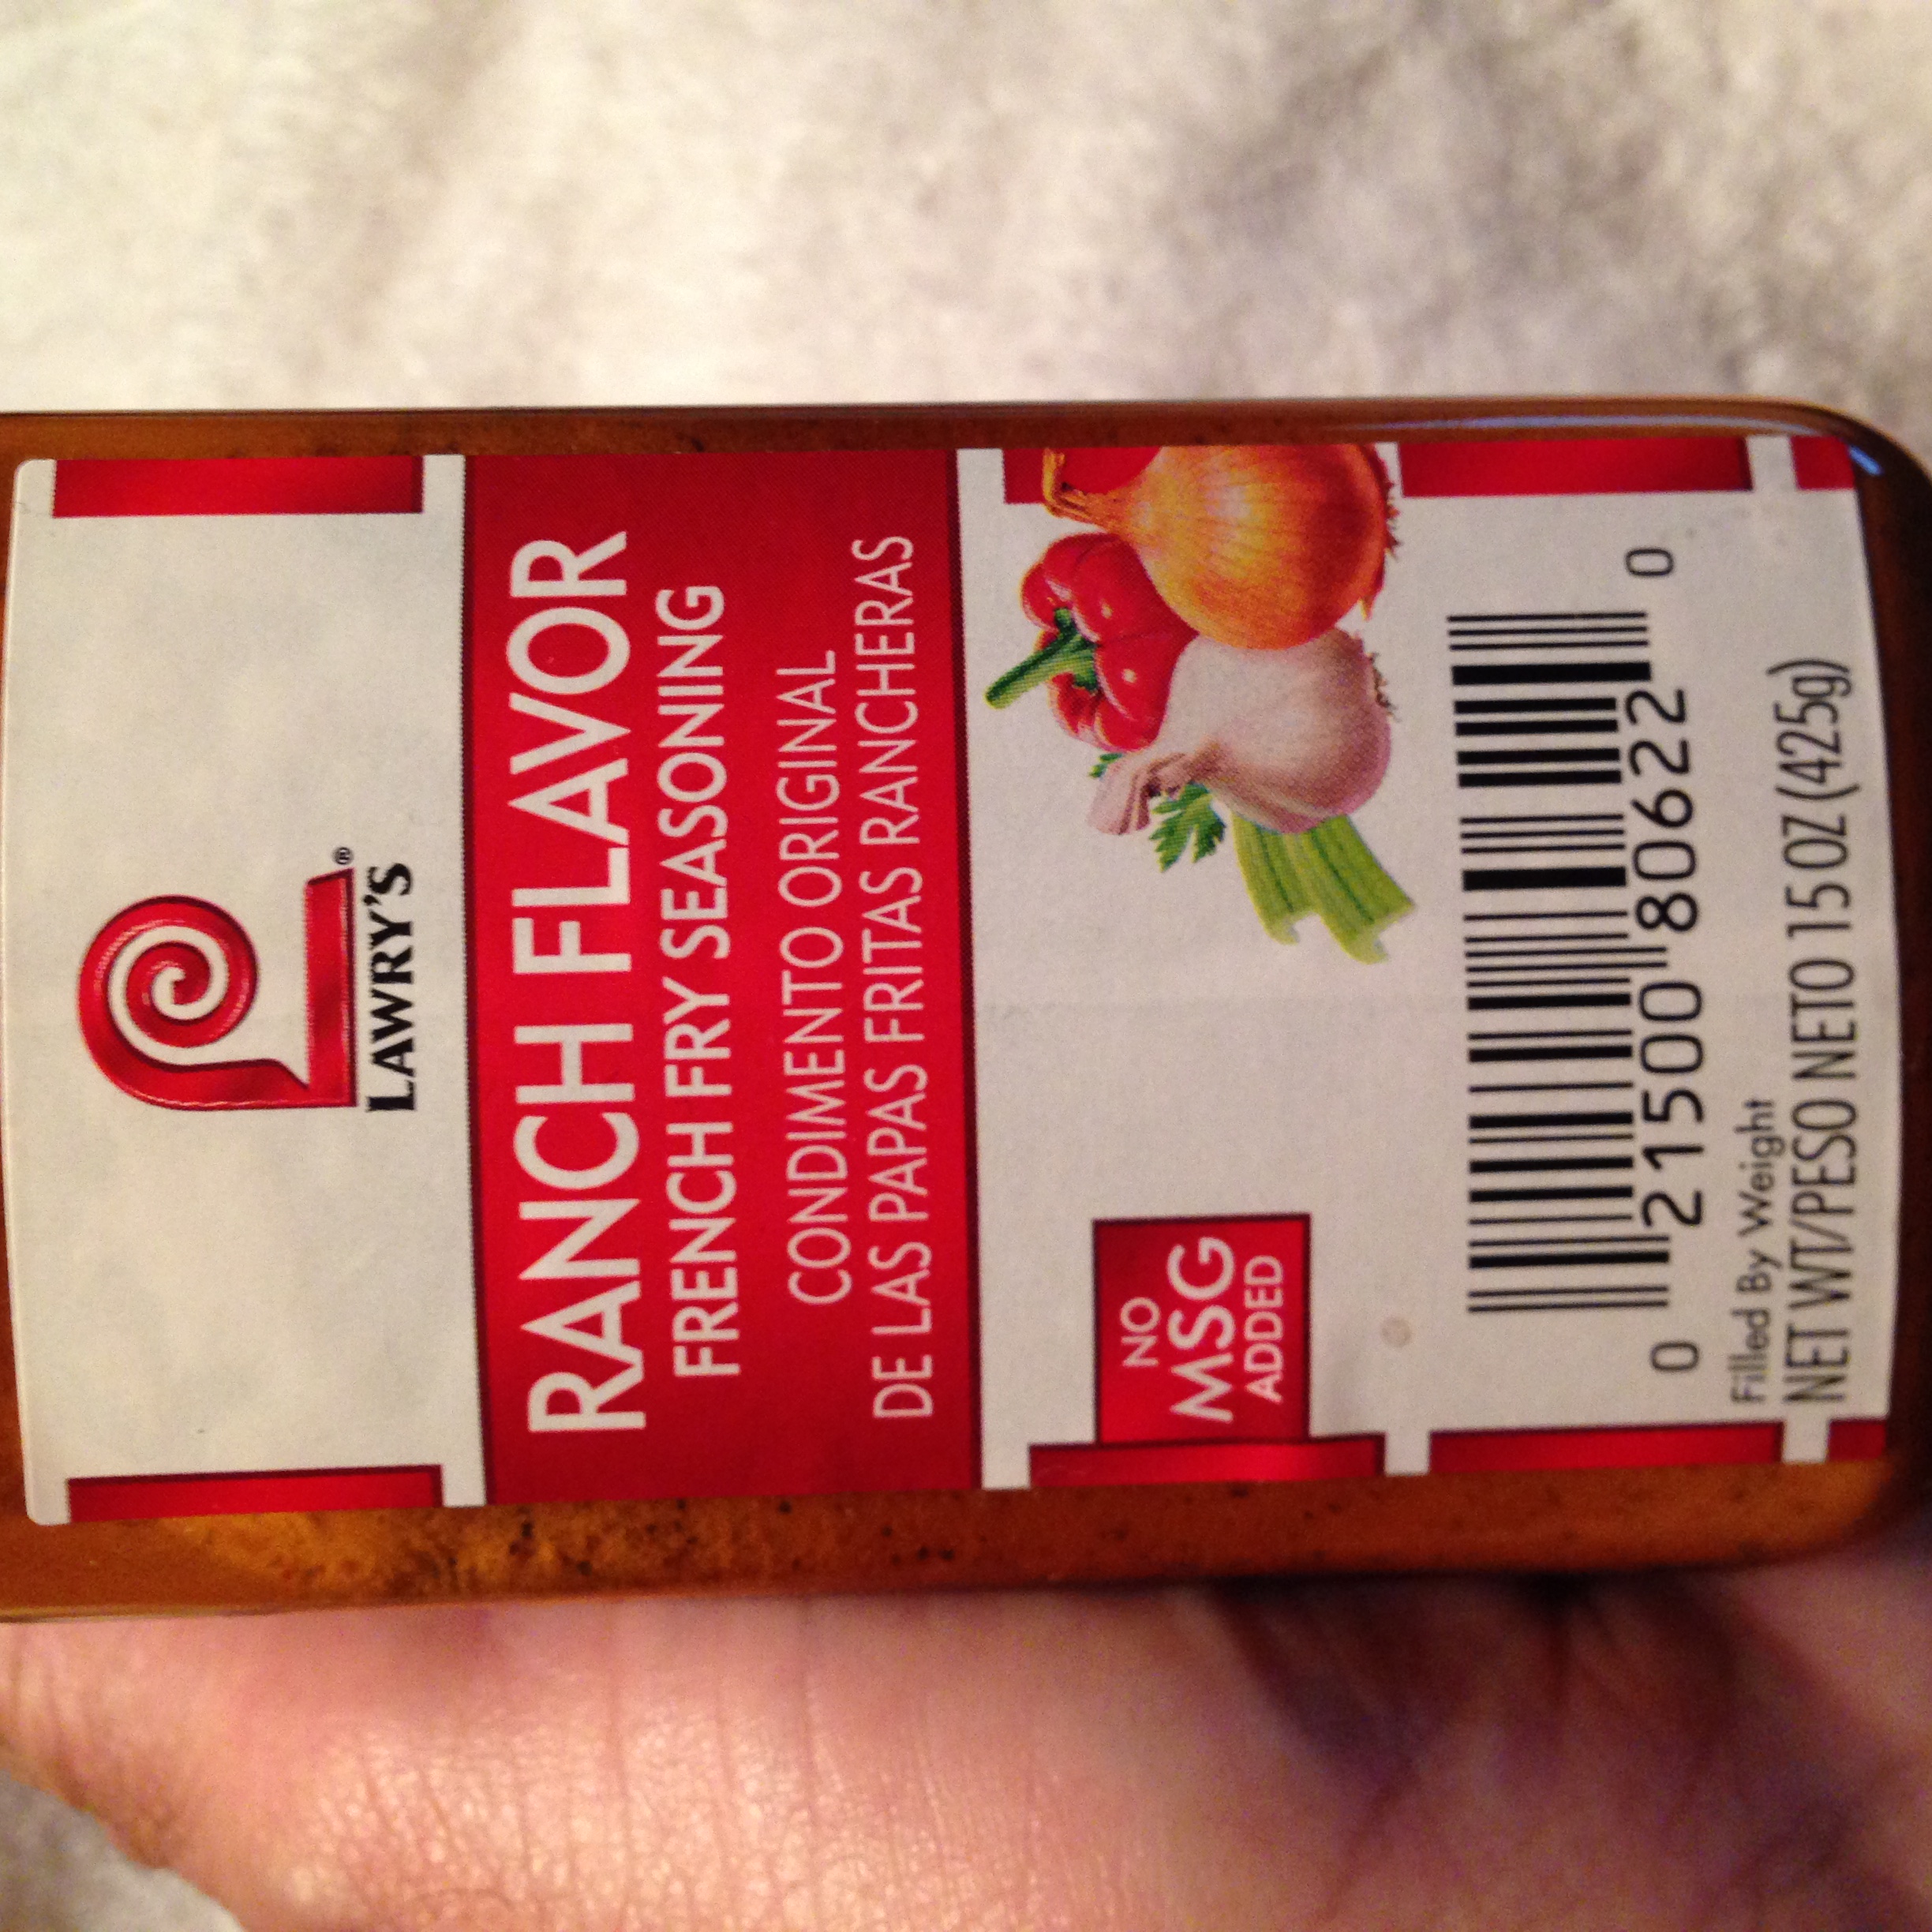 LAWRY'S®
RANCH FLAVOR
FRENCH FRY SEASONING
CONDIMENTO ORIGINAL
DE LAS PAPAS FRITAS RANCHERAS
NO
MSG
ADDED
0 21500 80622 0
Filled By Weight
NET WT/PESO NETO 15 OZ (425g)